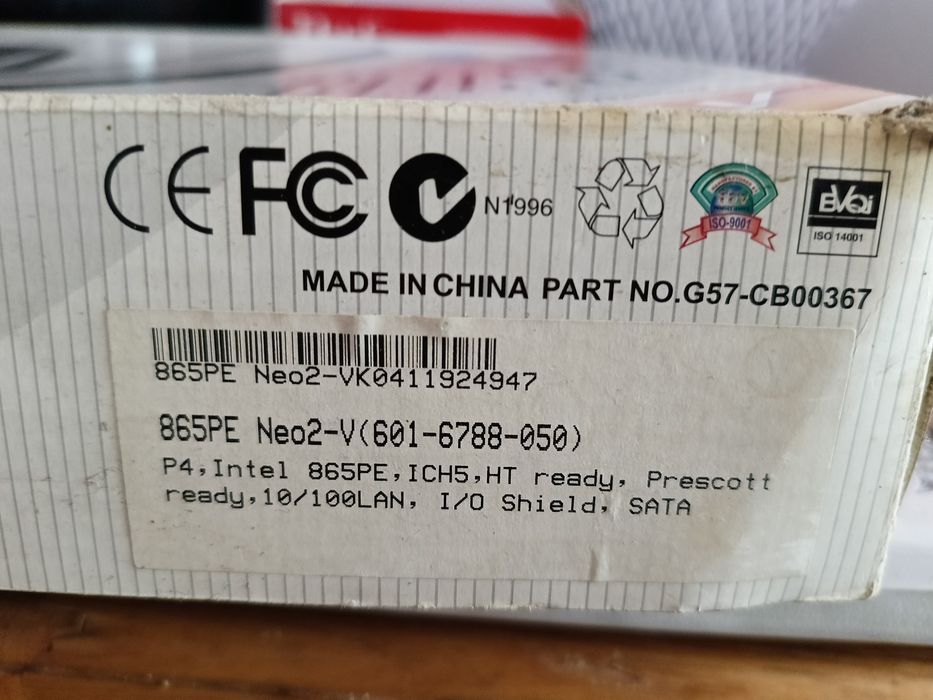 CE FC N1996
ISO-9001
BVQi
ISO 14001
MADE IN CHINA PART NO.G57-CB00367
865PE Neo2-VK0411924947
865PE Neo2-V(601-6788-050)
P4,Intel 865PE,ICH5,HT ready, Prescott
ready,10/100LAN, I/O Shield, SATA